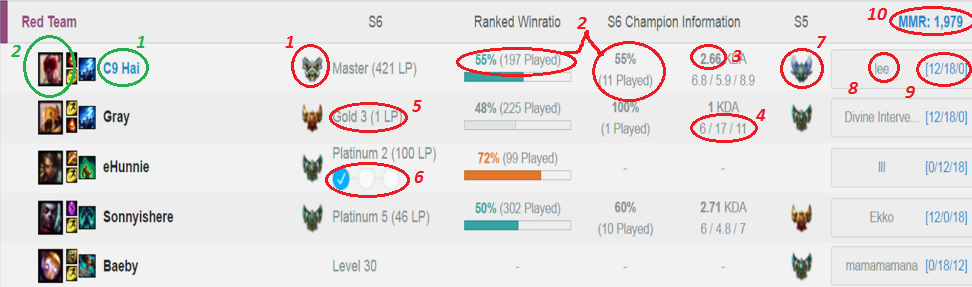 Red Team S6 Ranked Winratio S6 Champion Information S5 10 MMR: 1,979
2 1 1 2 3 7
C9 Hai Master (421 LP) 55% (197 Played) 55% 2.66 KDA lee [12/18/0]
(11 Played) 6.8 / 5.9 / 8.9
5 8 9
Gray Gold 3 (1 LP) 48% (225 Played) 100% 1 KDA Divine Interve... [12/18/0]
(1 Played) 6 / 17 / 11 4
Platinum 2 (100 LP)
eHunnie 72% (99 Played) - - lll [0/12/18]
6
Sonnyishere Platinum 5 (46 LP) 50% (302 Played) 60% 2.71 KDA Ekko [12/0/18]
(10 Played) 6 / 4.8 / 7
Baeby Level 30 - - - mamamamana [0/18/12]